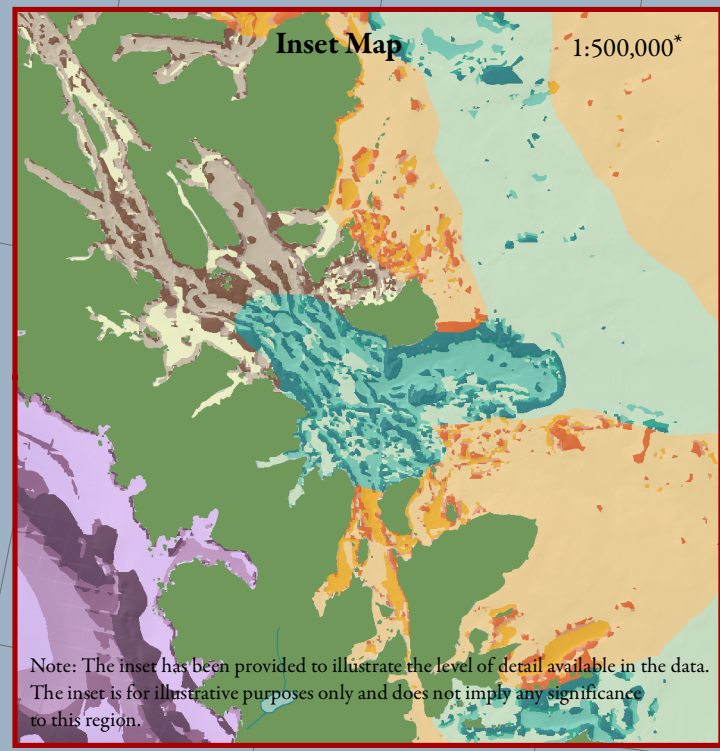 Inset Map
1:500,000*
Note: The inset has been provided to illustrate the level of detail available in the data.
The inset is for illustrative purposes only and does not imply any significance
to this region.